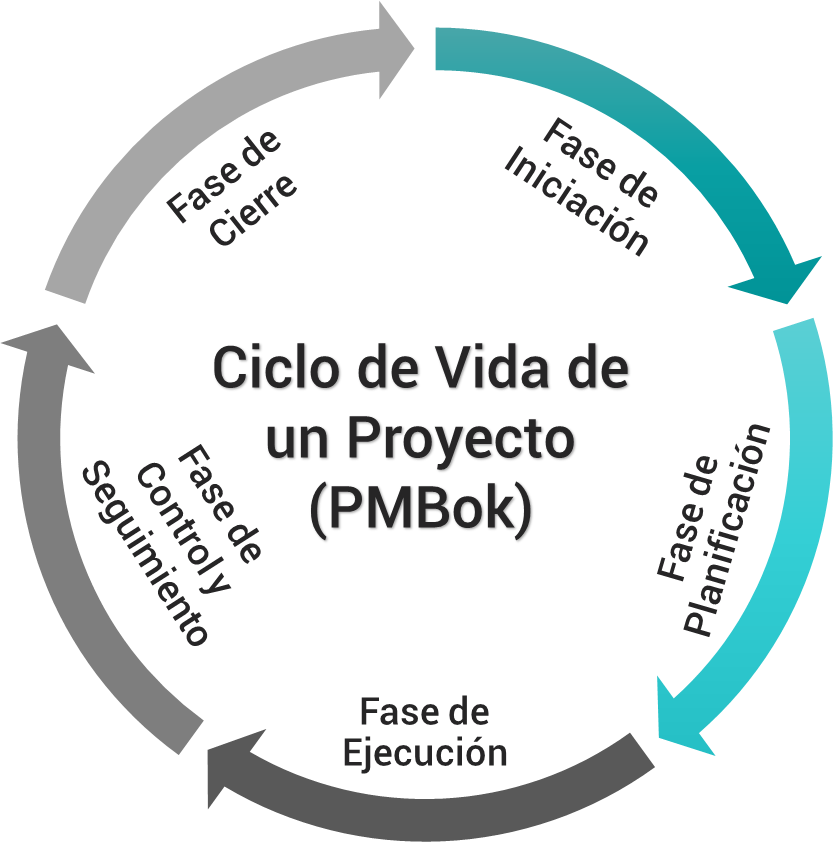 Ciclo de Vida de
un Proyecto
(PMBok)
Fase de
Iniciación
Fase de
Planificación
Fase de
Ejecución
Fase de
Control y
Seguimiento
Fase de
Cierre